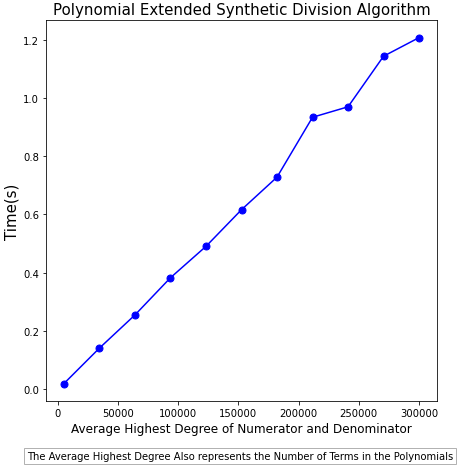 Polynomial Extended Synthetic Division Algorithm
1.2
1.0
0.8
0.6
0.4
0.2
0.0
Time(s)
0 50000 100000 150000 200000 250000 300000
Average Highest Degree of Numerator and Denominator
The Average Highest Degree Also represents the Number of Terms in the Polynomials